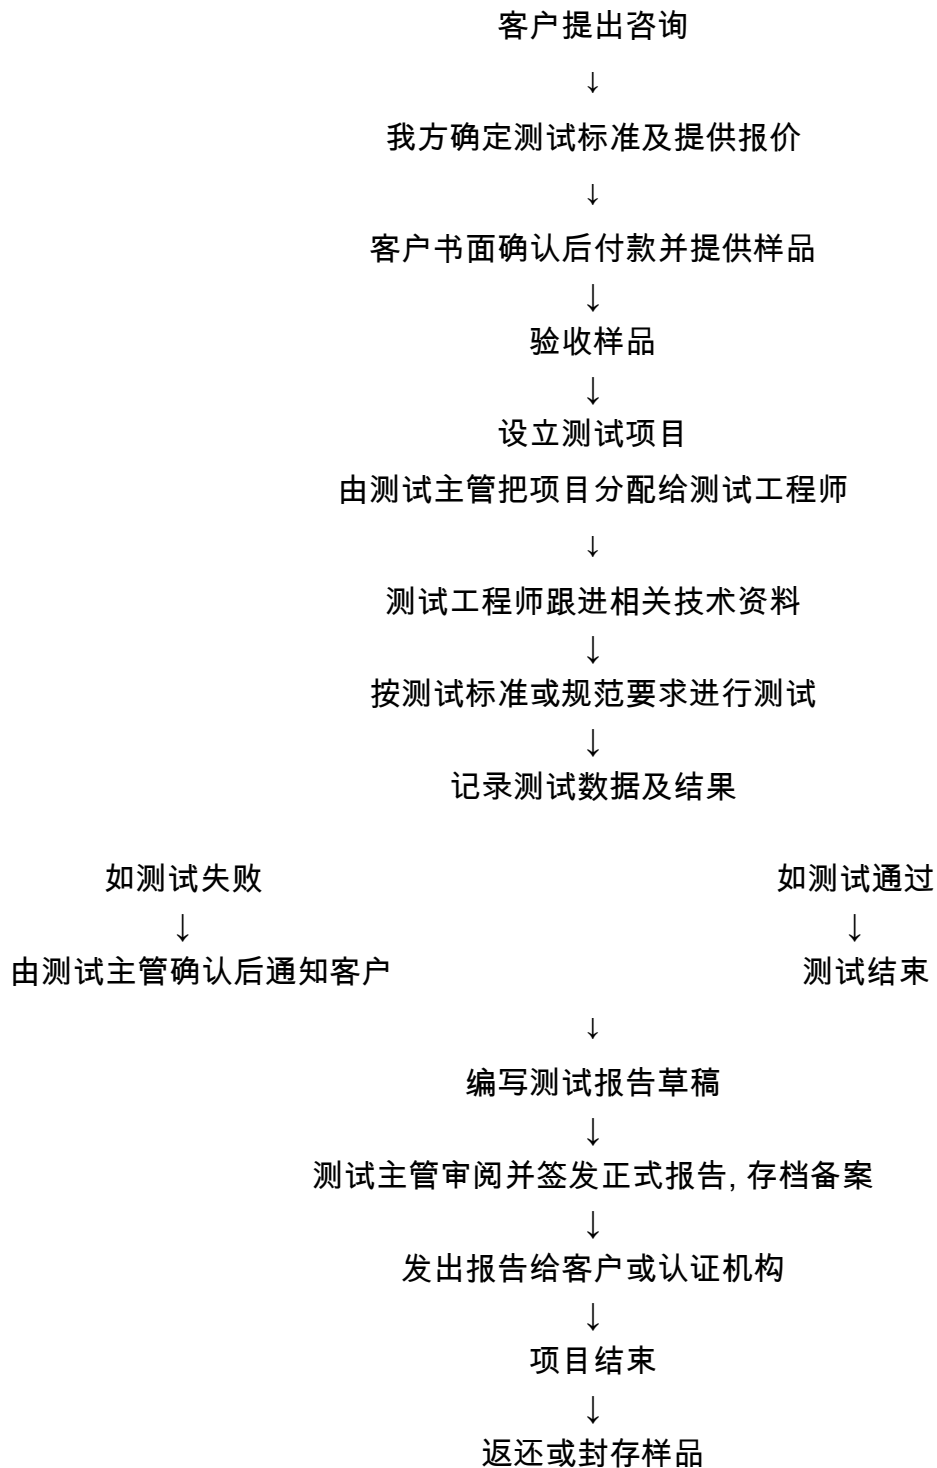 客户提出咨询
↓
我方确定测试标准及提供报价
↓
客户书面确认后付款并提供样品
↓
验收样品
↓
设立测试项目
由测试主管把项目分配给测试工程师
↓
测试工程师跟进相关技术资料
↓
按测试标准或规范要求进行测试
↓
记录测试数据及结果
如测试失败 如测试通过
↓ ↓
由测试主管确认后通知客户 测试结束
↓
编写测试报告草稿
↓
测试主管审阅并签发正式报告, 存档备案
↓
发出报告给客户或认证机构
↓
项目结束
↓
返还或封存样品